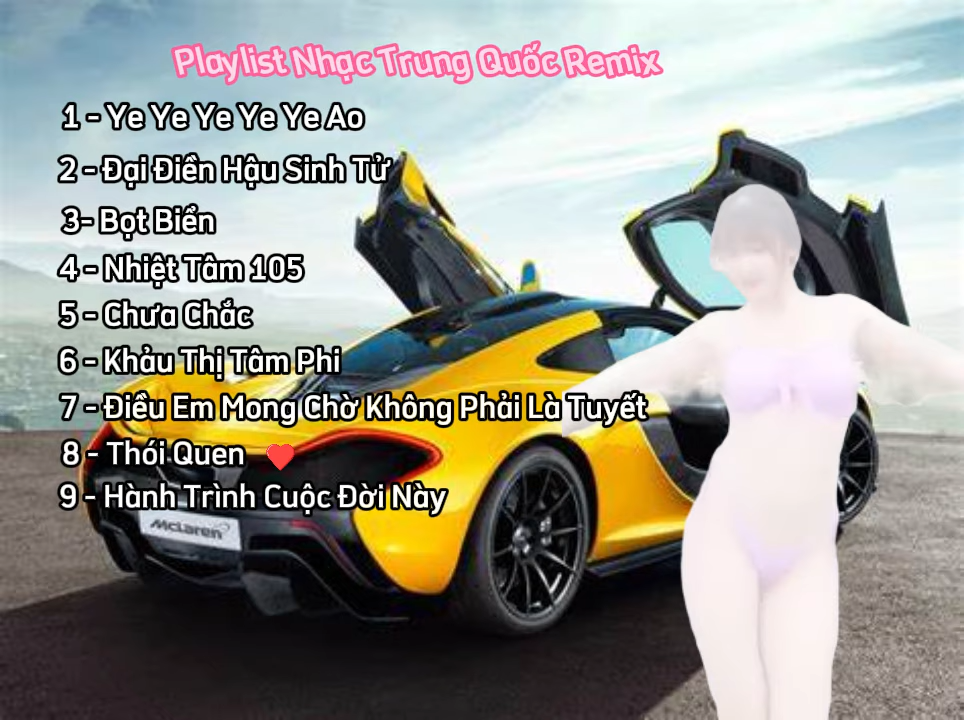 Playlist Nhạc Trung Quốc Remix
1 - Ye Ye Ye Ye Ye Ao
2 - Đại Điền Hậu Sinh Tử
3- Bọt Biển
4 - Nhiệt Tâm 105
5 - Chưa Chắc
6 - Khảu Thị Tâm Phi
7 - Điều Em Mong Chờ Không Phải Là Tuyết
8 - Thói Quen
9 - Hành Trình Cuộc Đời Này
McLaren